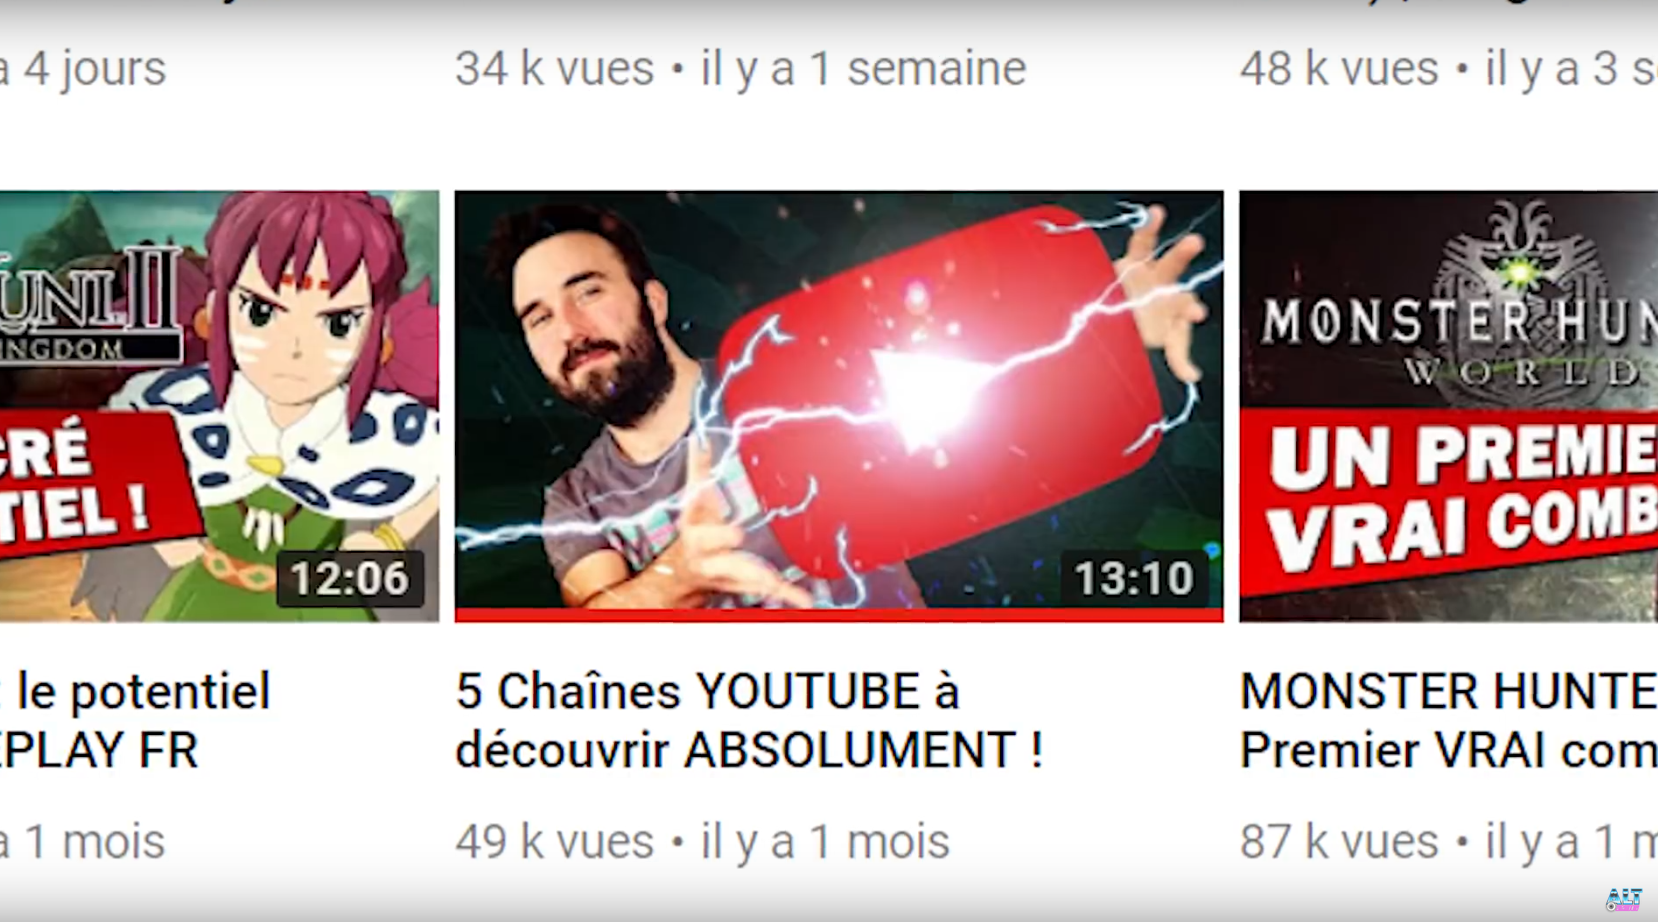 a 4 jours
34 k vues • il y a 1 semaine
48 k vues • il y a 3 s
UNI II
INGDOM
CRÉ
TIEL !
12:06
13:10
MONSTER HUN
WORLD
UN PREMIE
VRAI COMB
: le potentiel
EPLAY FR
5 Chaînes YOUTUBE à
découvrir ABSOLUMENT !
MONSTER HUNTE
Premier VRAI com
a 1 mois
49 k vues • il y a 1 mois
87 k vues • il y a 1 m
ALT